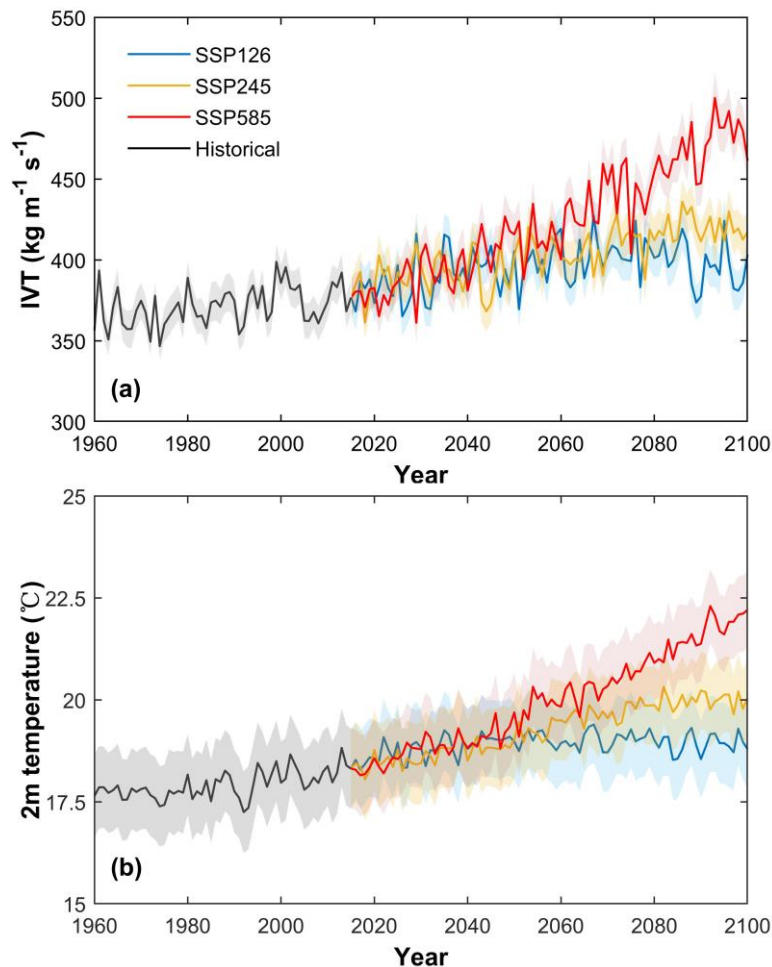 550
500
450
400
350
300
IVT (kg m⁻¹ s⁻¹)
SSP126
SSP245
SSP585
Historical
(a)
1960 1980 2000 2020 2040 2060 2080 2100
Year
25
22.5
20
17.5
15
2m temperature (℃)
(b)
1960 1980 2000 2020 2040 2060 2080 2100
Year